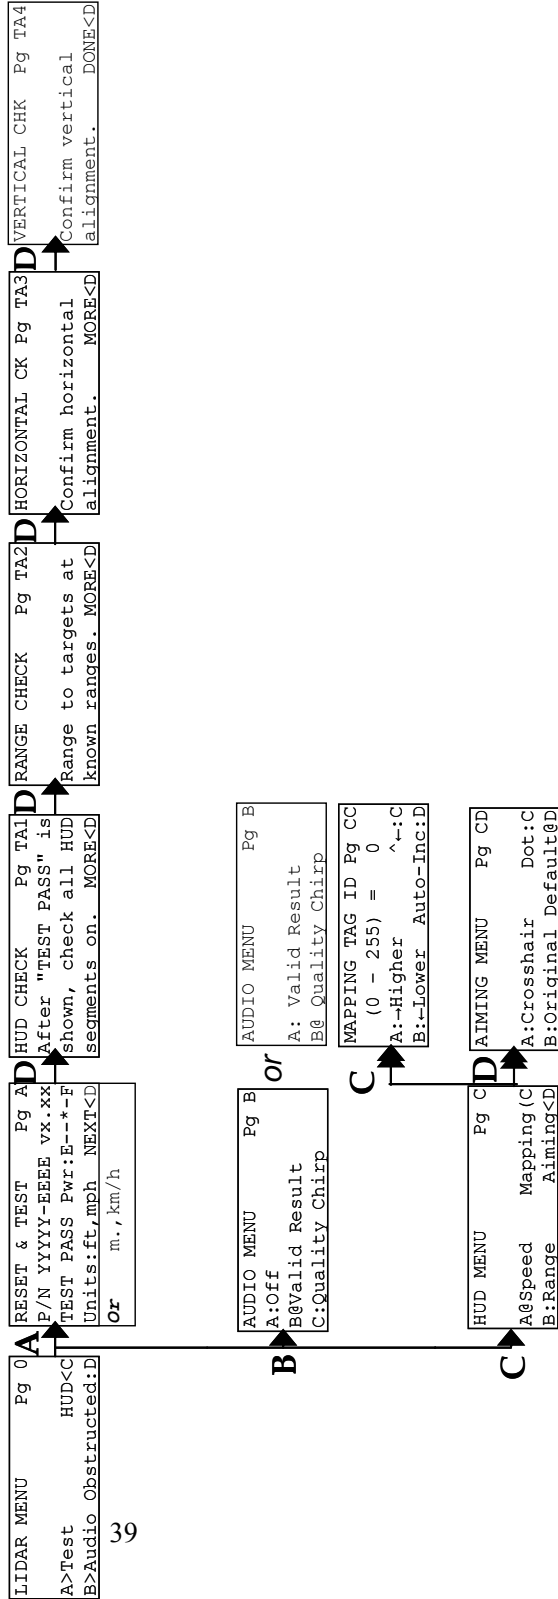 LIDAR MENU Pg 0
A>Test HUD<C
B>Audio Obstructed:D
A
RESET & TEST Pg A
P/N YYYYY-EEEE vx.xx
TEST PASS Pwr:E--*-F
Units:ft,mph NEXT<D
or m.,km/h
D
HUD CHECK Pg TA1
After "TEST PASS" is
shown, check all HUD
segments on. MORE<D
D
RANGE CHECK Pg TA2
Range to targets at
known ranges. MORE<D
D
HORIZONTAL CK Pg TA3
Confirm horizontal
alignment. MORE<D
D
VERTICAL CHK Pg TA4
Confirm vertical
alignment. DONE<D
B
AUDIO MENU Pg B
A:Off
B@Valid Result
C:Quality Chirp
or
AUDIO MENU Pg B
A: Valid Result
B@ Quality Chirp
C
HUD MENU Pg C
A@Speed Mapping(C
B:Range Aiming<D
C
MAPPING TAG ID Pg CC
(0 - 255) = 0
A:→Higher ^←:C
B:←Lower Auto-Inc:D
D
AIMING MENU Pg CD
A:Crosshair Dot:C
B:Original Default@D
39